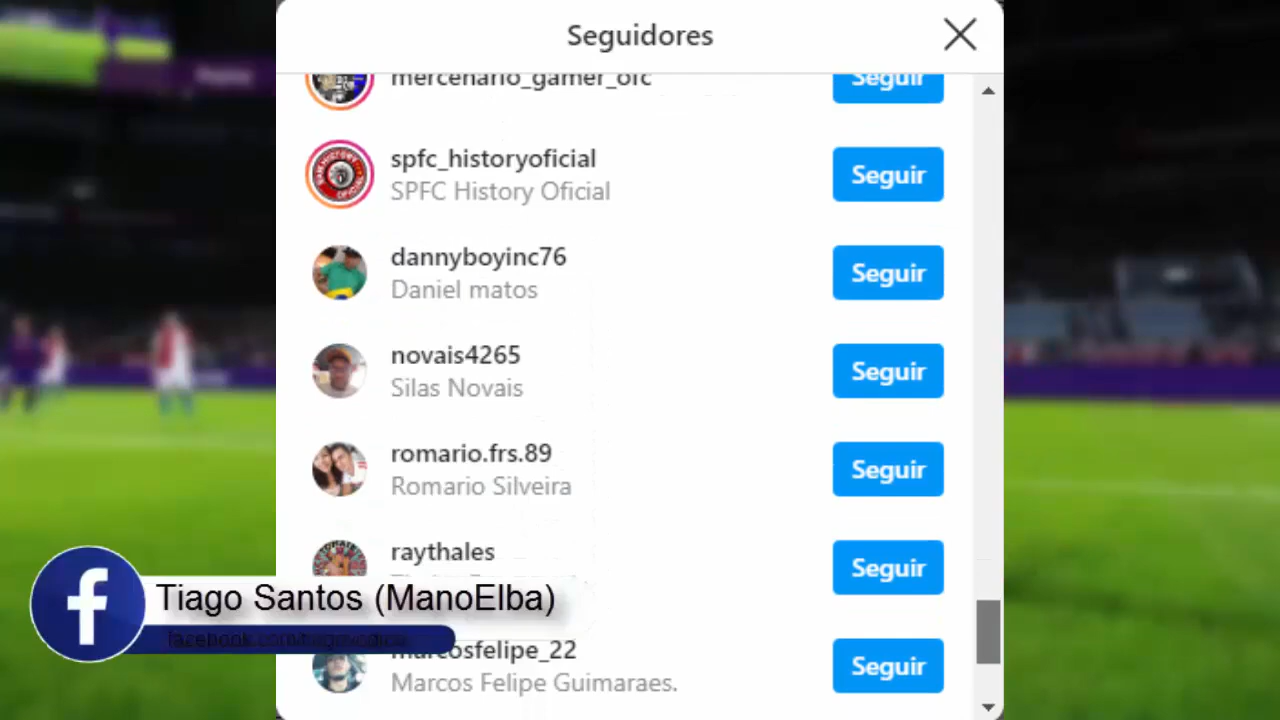 Seguidores
mercenario_gamer_ofc
Seguir
spfc_historyoficial
SPFC History Oficial
Seguir
dannyboyinc76
Daniel matos
Seguir
novais4265
Silas Novais
Seguir
romario.frs.89
Romario Silveira
Seguir
raythales
Seguir
Tiago Santos (ManoElba)
marcosfelipe_22
Marcos Felipe Guimaraes.
Seguir